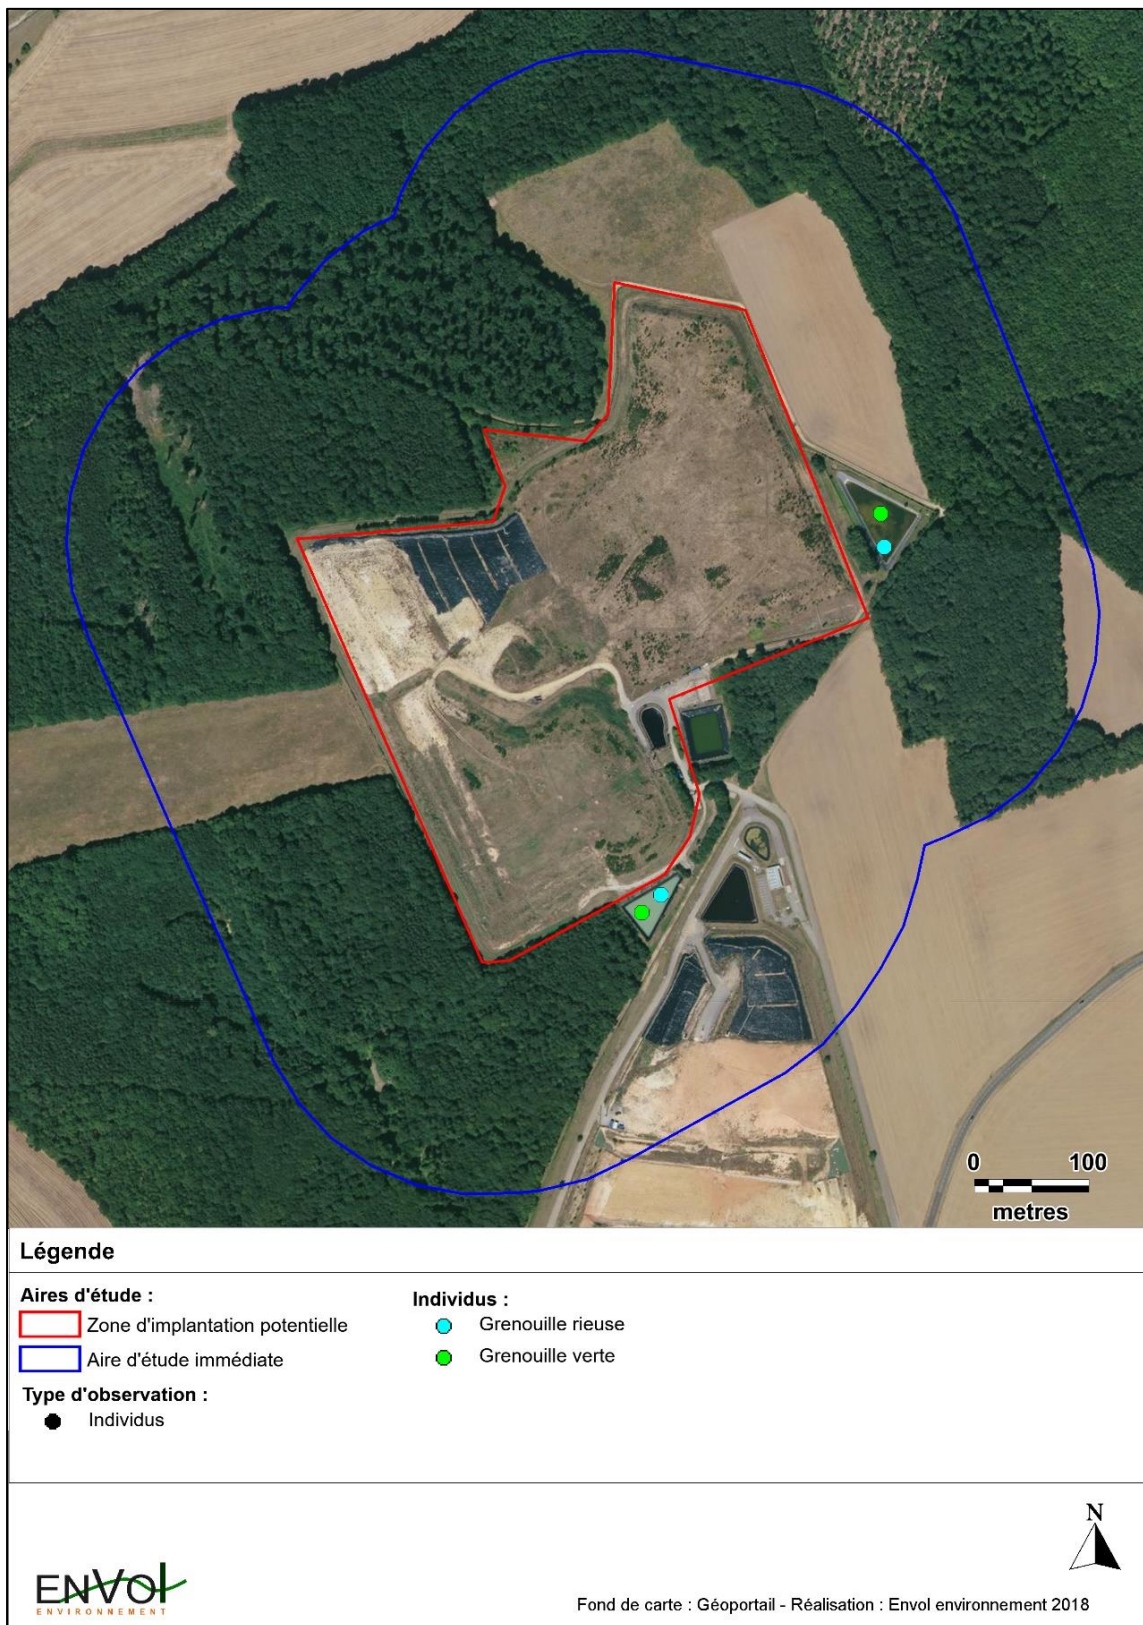 0 100
metres
Légende
Aires d'étude :
Zone d'implantation potentielle
Aire d'étude immédiate
Type d'observation :
Individus
Individus :
Grenouille rieuse
Grenouille verte
N
ENVOl
ENVIRONNEMENT
Fond de carte : Géoportail - Réalisation : Envol environnement 2018